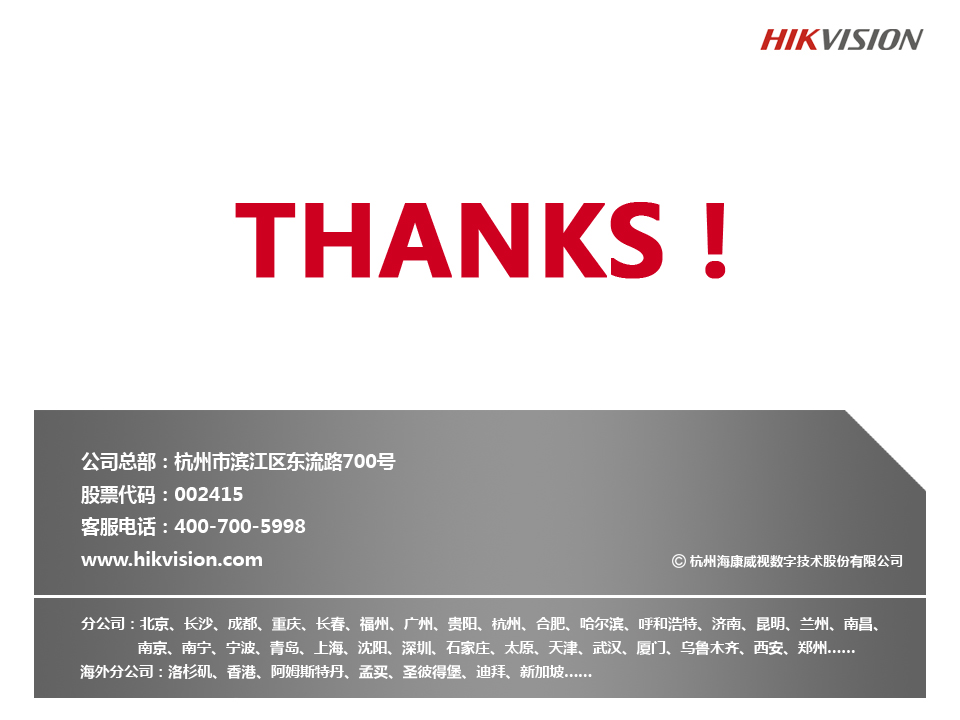 HIKVISION
THANKS！
公司总部：杭州市滨江区东流路700号
股票代码：002415
客服电话：400-700-5998
www.hikvision.com
© 杭州海康威视数字技术股份有限公司
分公司：北京、长沙、成都、重庆、长春、福州、广州、贵阳、杭州、合肥、哈尔滨、呼和浩特、济南、昆明、兰州、南昌、
南京、南宁、宁波、青岛、上海、沈阳、深圳、石家庄、太原、天津、武汉、厦门、乌鲁木齐、西安、郑州……
海外分公司：洛杉矶、香港、阿姆斯特丹、孟买、圣彼得堡、迪拜、新加坡……